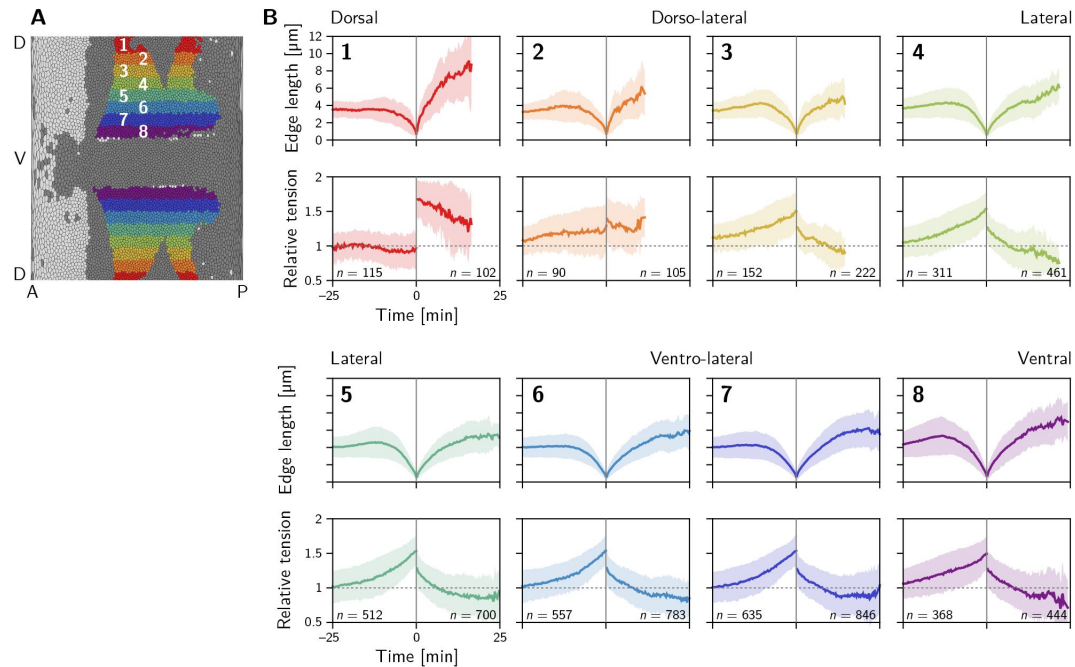 A
D
1
2
3
4
5
6
7
8
V
D
A
P
B
Dorsal
Dorso-lateral
Lateral
Edge length [µm]
12
10
8
6
4
2
0
1
2
3
4
Relative tension
2
1.5
1
0.5
n = 115
n = 102
n = 90
n = 105
n = 152
n = 222
n = 311
n = 461
−25
0
25
Time [min]
Lateral
Ventro-lateral
Ventral
Edge length [µm]
5
6
7
8
Relative tension
2
1.5
1
0.5
n = 512
n = 700
n = 557
n = 783
n = 635
n = 846
n = 368
n = 444
−25
0
25
Time [min]